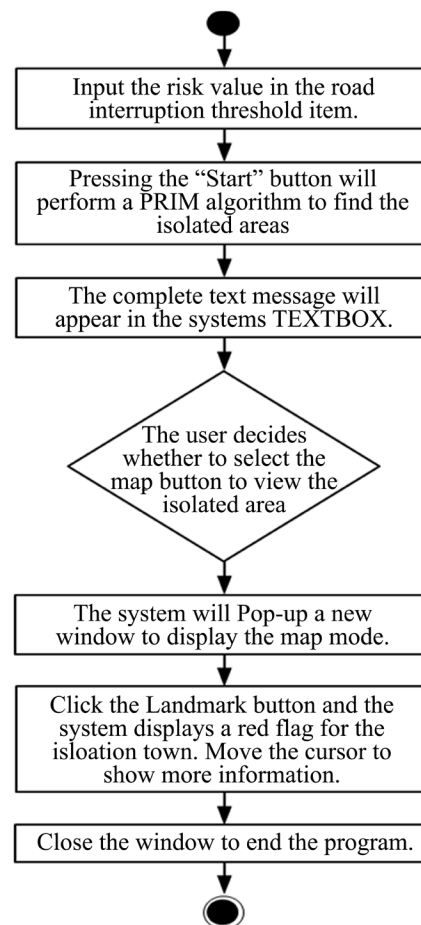 Input the risk value in the road
interruption threshold item.
Pressing the “Start” button will
perform a PRIM algorithm to find the
isolated areas
The complete text message will
appear in the systems TEXTBOX.
The user decides
whether to select the
map button to view the
isolated area
The system will Pop-up a new
window to display the map mode.
Click the Landmark button and the
system displays a red flag for the
isloation town. Move the cursor to
show more information.
Close the window to end the program.